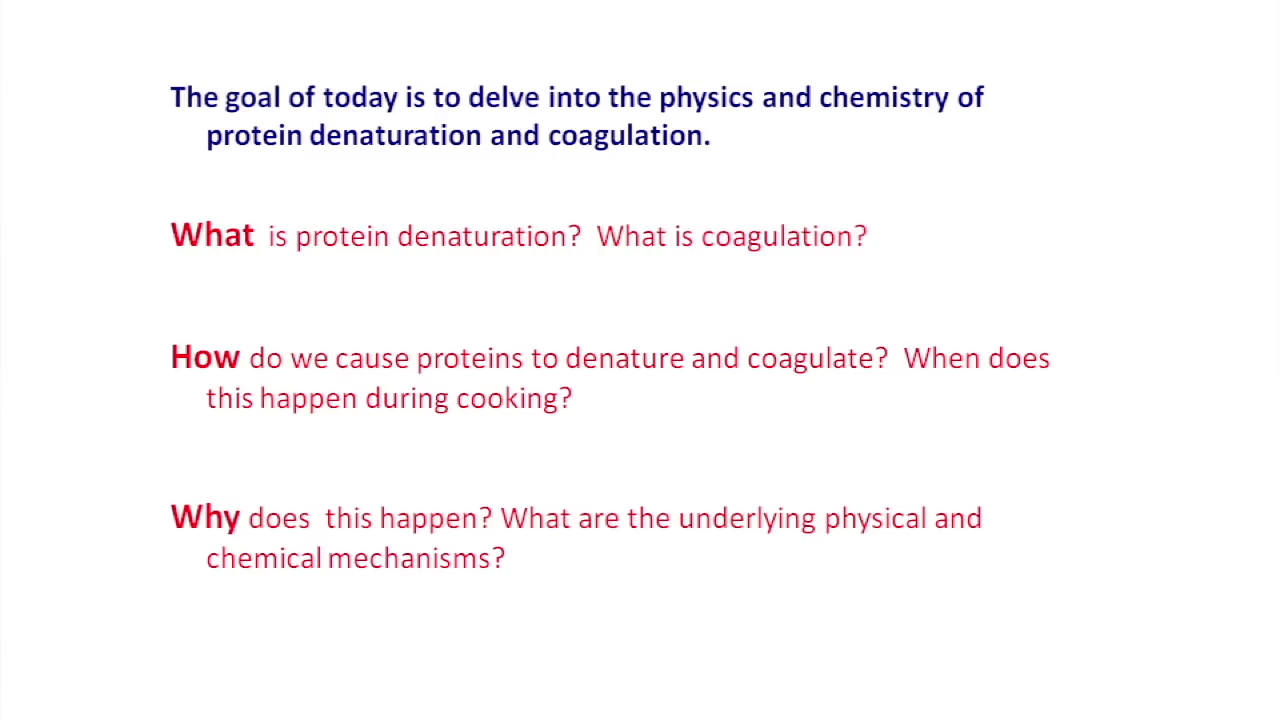 The goal of today is to delve into the physics and chemistry of
protein denaturation and coagulation.
What is protein denaturation? What is coagulation?
How do we cause proteins to denature and coagulate? When does
this happen during cooking?
Why does this happen? What are the underlying physical and
chemical mechanisms?